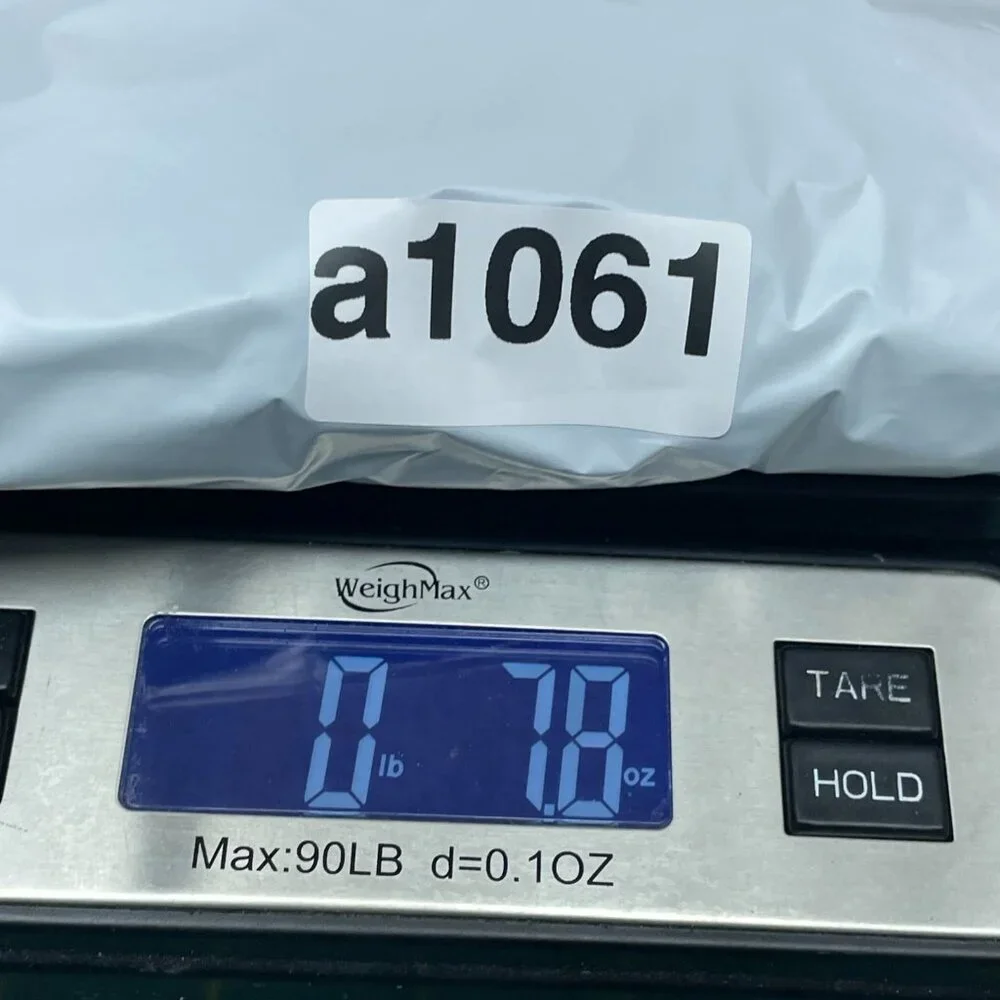 a1061
WeighMax®
0 lb 7.8 oz
TARE
HOLD
Max:90LB d=0.1OZ